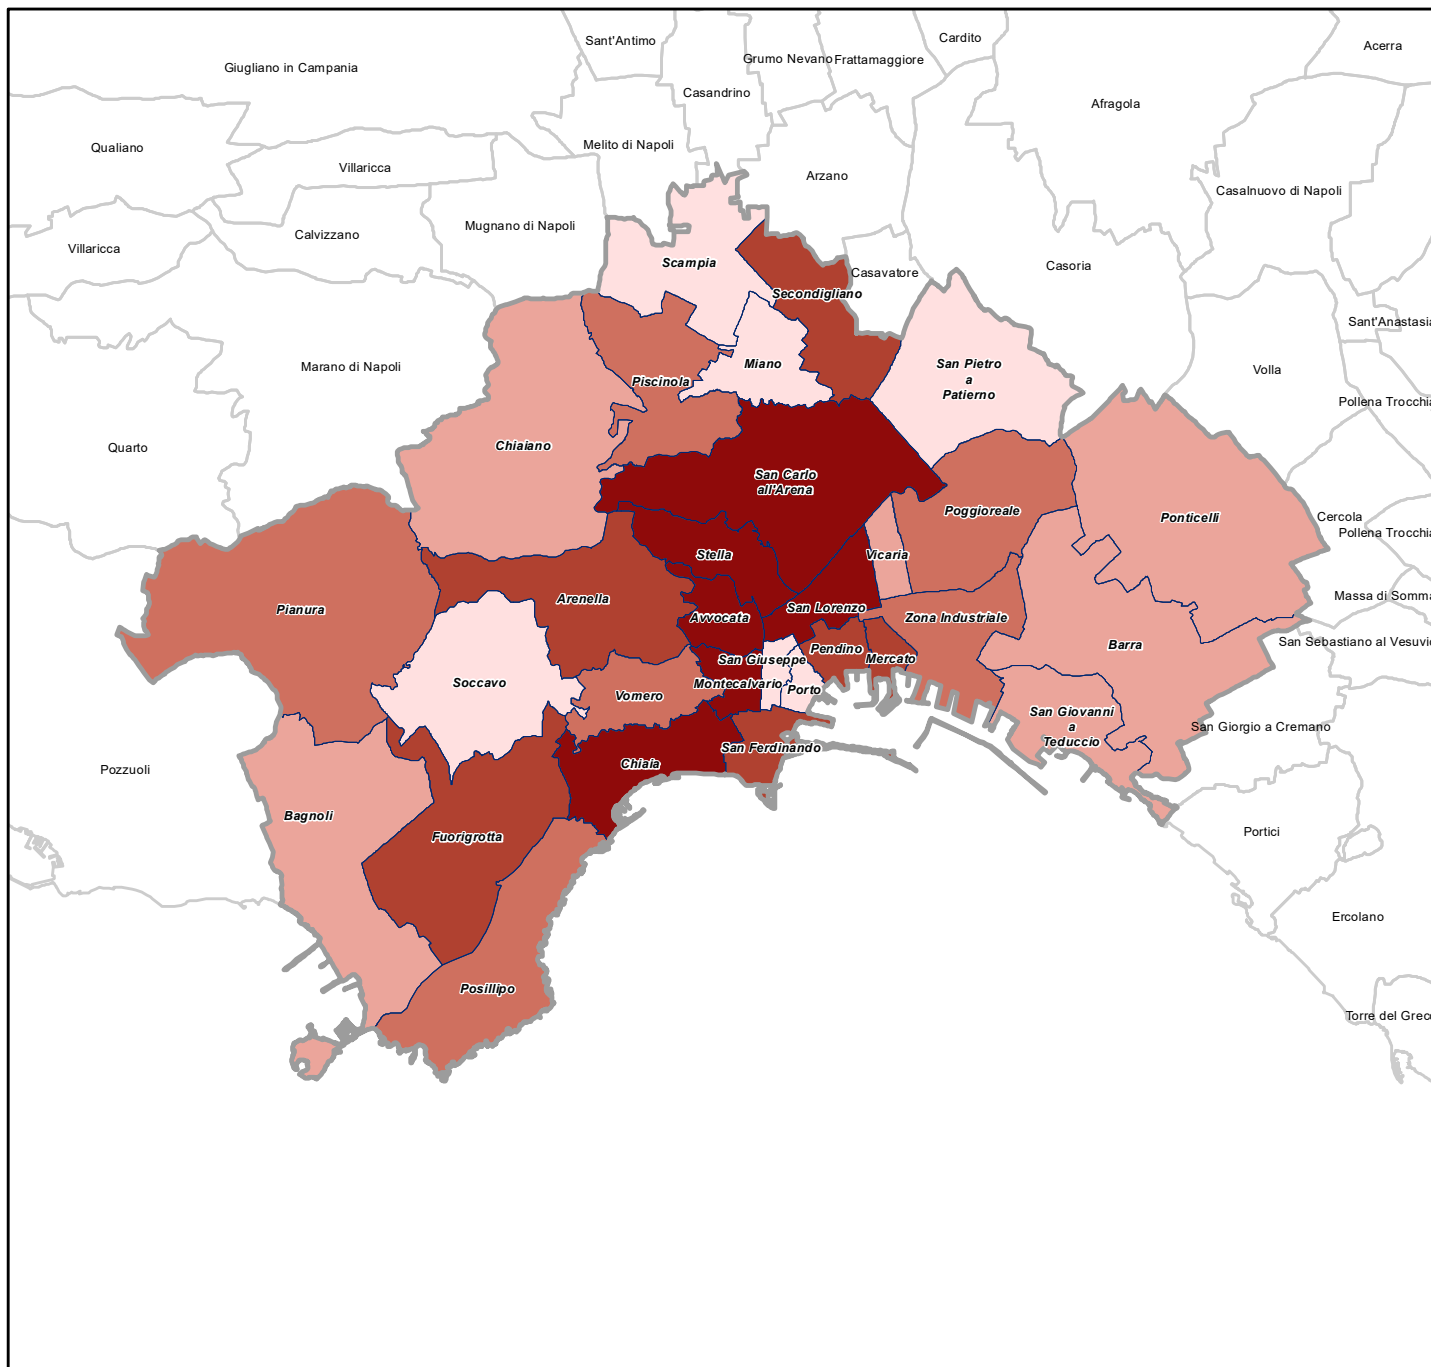 Sant'Antimo
Cardito
Acerra
Giugliano in Campania
Grumo Nevano
Frattamaggiore
Casandrino
Afragola
Qualiano
Melito di Napoli
Villaricca
Arzano
Casalnuovo di Napoli
Mugnano di Napoli
Calvizzano
Villaricca
Scampia
Casavatore
Casoria
Secondigliano
Sant'Anastasia
Marano di Napoli
Miano
San Pietro
a
Patierno
Volla
Piscinola
Pollena Trocchia
Quarto
Chiaiano
San Carlo
all'Arena
Poggioreale
Ponticelli
Cercola
Pollena Trocchia
Stella
Vicaria
Pianura
Arenella
San Lorenzo
Massa di Somma
Avvocata
Zona Industriale
San Sebastiano al Vesuvio
Pendino
Barra
San Giuseppe
Mercato
Soccavo
Montecalvario
Porto
Vomero
San Giovanni
a
Teduccio
San Giorgio a Cremano
San Ferdinando
Pozzuoli
Chiaia
Bagnoli
Fuorigrotta
Portici
Ercolano
Posillipo
Torre del Greco